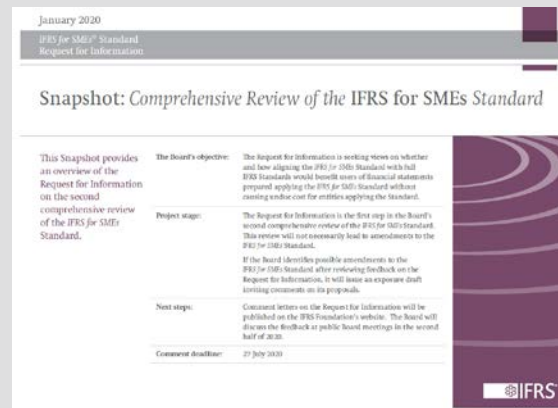 January 2020
IFRS for SMEs® Standard
Request for Information
Snapshot: Comprehensive Review of the IFRS for SMEs Standard
This Snapshot provides
an overview of the
Request for Information
on the second
comprehensive review
of the IFRS for SMEs
Standard.
The Board's objective:
The Request for Information is seeking views on whether
and how aligning the IFRS for SMEs Standard with full
IFRS Standards would benefit users of financial statements
prepared applying the IFRS for SMEs Standard without
causing undue cost for entities applying the Standard.
Project stage:
The Request for Information is the first step in the Board's
second comprehensive review of the IFRS for SMEs Standard.
This review will not necessarily lead to amendments to the
IFRS for SMEs Standard.
If the Board identifies possible amendments to the
IFRS for SMEs Standard after reviewing feedback on the
Request for Information, it will issue an exposure draft
inviting comments on its proposals.
Next steps:
Comment letters on the Request for Information will be
published on the IFRS Foundation's website. The Board will
discuss the feedback at public Board meetings in the second
half of 2020.
Comment deadline:
27 July 2020
IFRS